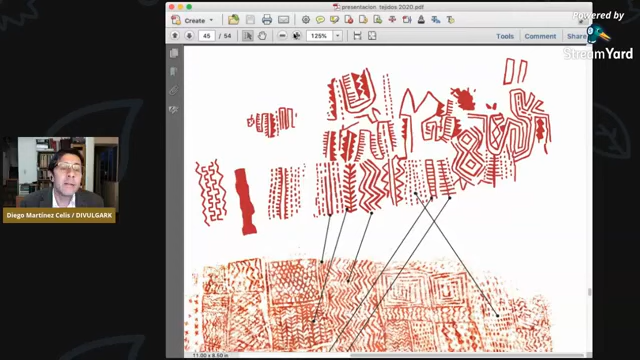 presentacion_tejidos 2020.pdf
Create
45 / 54
125%
Tools
Comment
Share
Diego Martínez Celis / DIVULGARK
11.00 x 8.50 in
Powered by
StreamYard